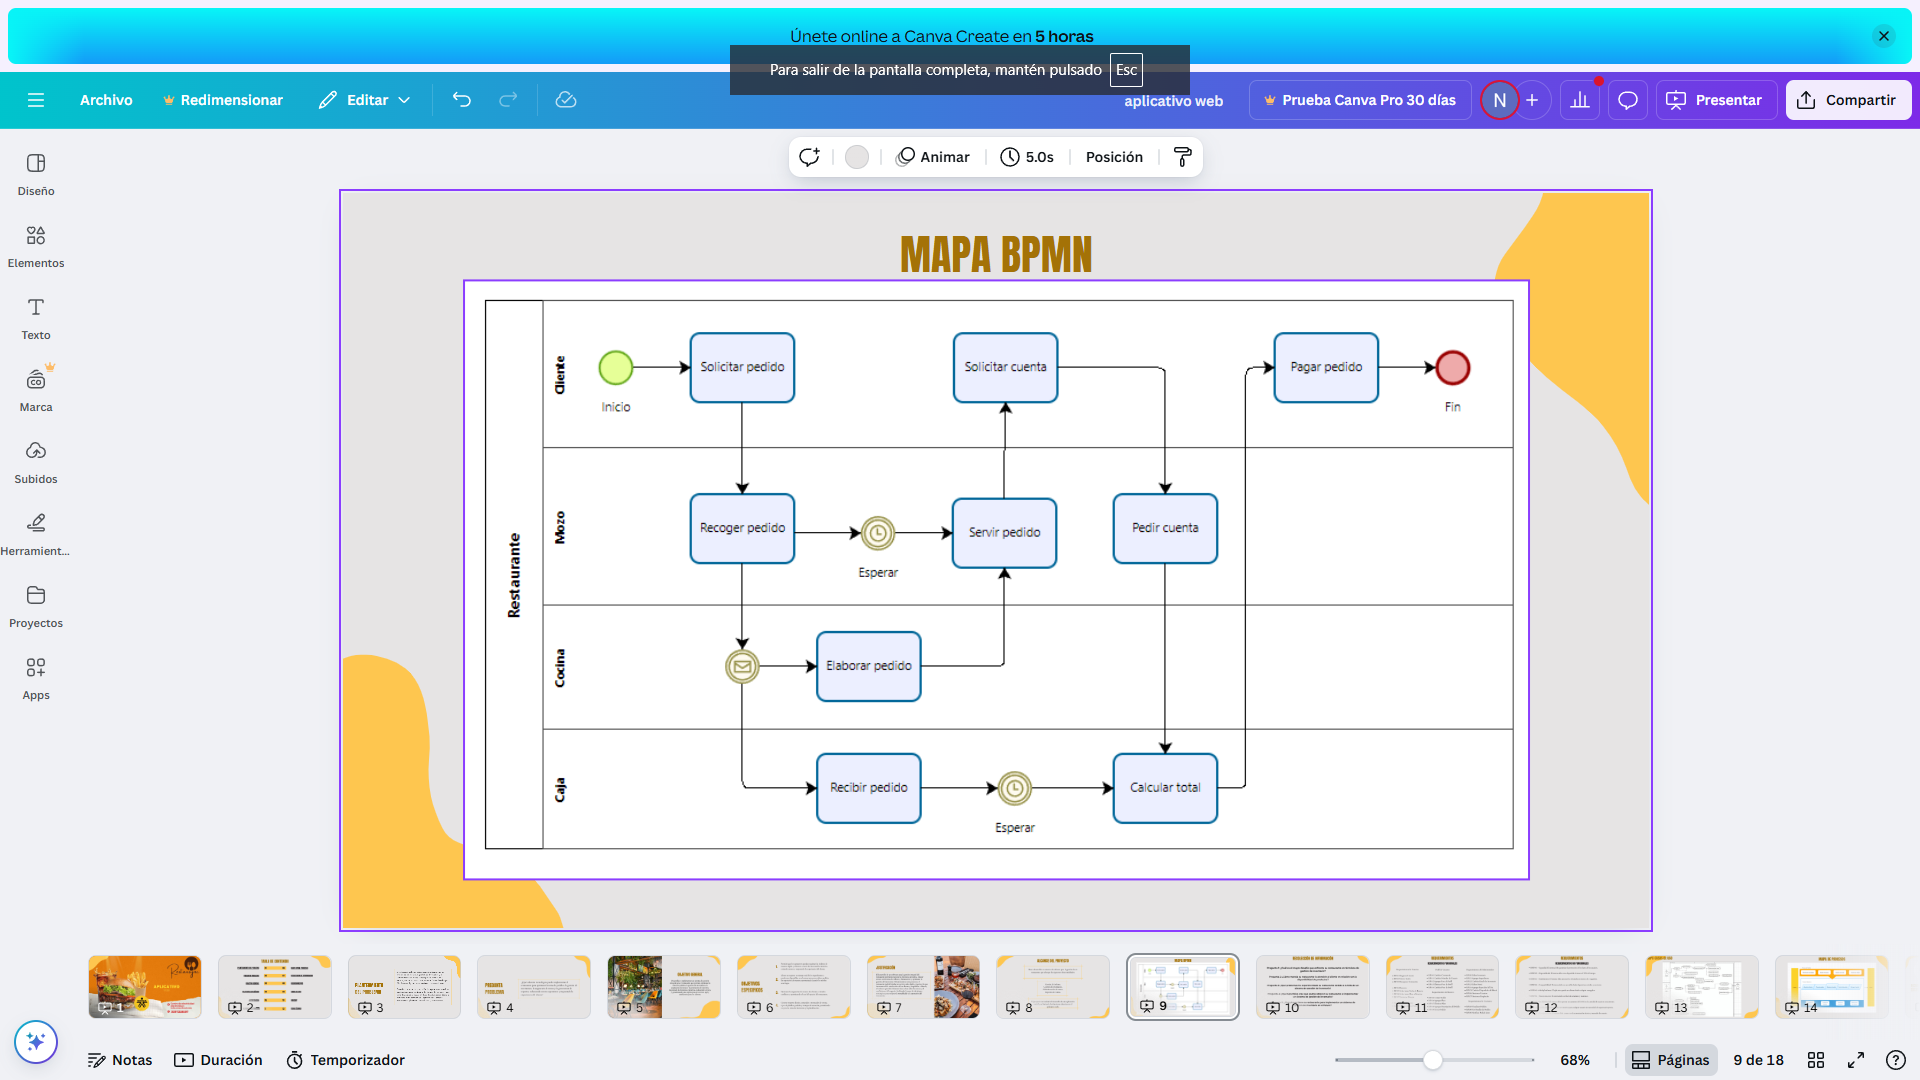 Únete online a Canva Create en 5 horas
Para salir de la pantalla completa, mantén pulsado Esc
Archivo
Redimensionar
Editar
aplicativo web
Prueba Canva Pro 30 días
N
Presentar
Compartir
Animar
5.0s
Posición
Diseño
Elementos
Texto
Marca
Subidos
Herramient...
Proyectos
Apps
MAPA BPMN
Restaurante
Cliente
Inicio
Solicitar pedido
Solicitar cuenta
Pagar pedido
Fin
Mozo
Recoger pedido
Esperar
Servir pedido
Pedir cuenta
Cocina
Elaborar pedido
Caja
Recibir pedido
Esperar
Calcular total
1
2
3
4
5
6
7
8
9
10
11
12
13
14
Notas
Duración
Temporizador
68%
Páginas
9 de 18